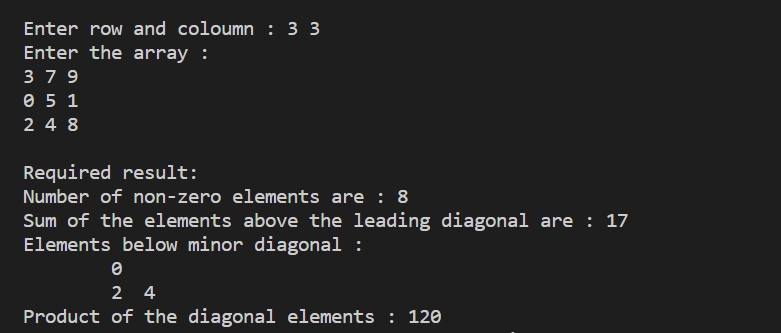 Enter row and coloumn : 3 3
Enter the array :
3 7 9
0 5 1
2 4 8
Required result:
Number of non-zero elements are : 8
Sum of the elements above the leading diagonal are : 17
Elements below minor diagonal :
0
2 4
Product of the diagonal elements : 120